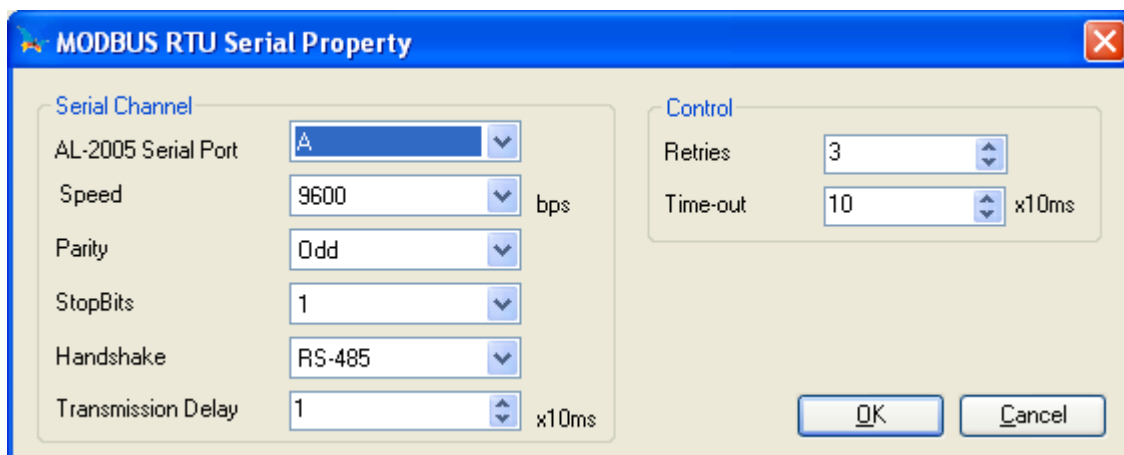 MODBUS RTU Serial Property
Serial Channel
AL-2005 Serial Port A
Speed 9600 bps
Parity Odd
StopBits 1
Handshake RS-485
Transmission Delay 1 x10ms
Control
Retries 3
Time-out 10 x10ms
OK Cancel